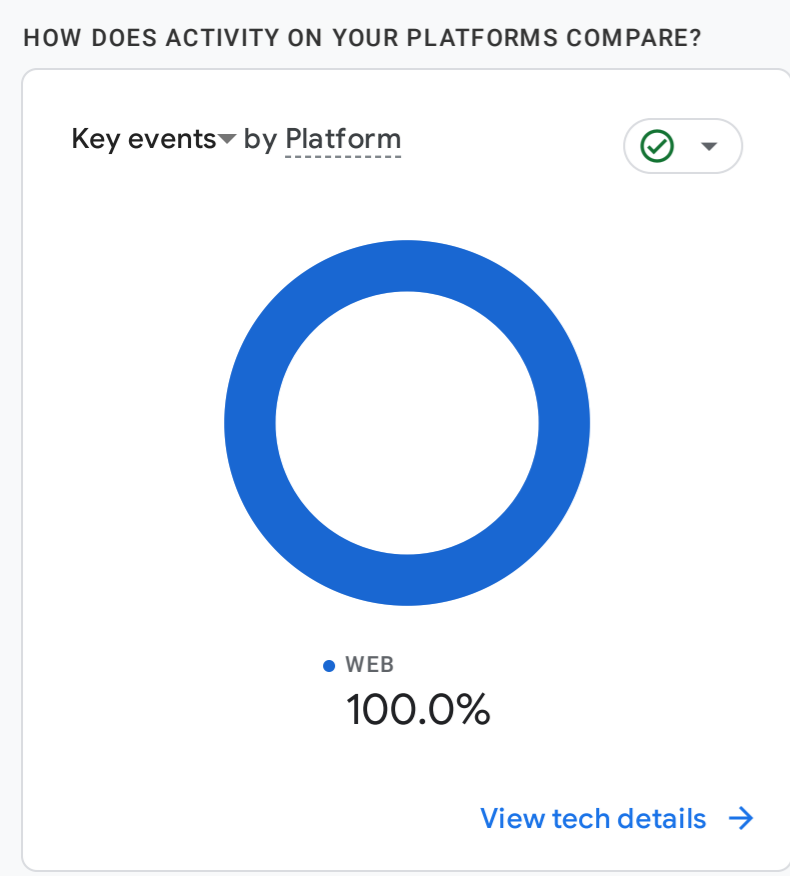 HOW DOES ACTIVITY ON YOUR PLATFORMS COMPARE?
Key events by Platform
WEB
100.0%
View tech details